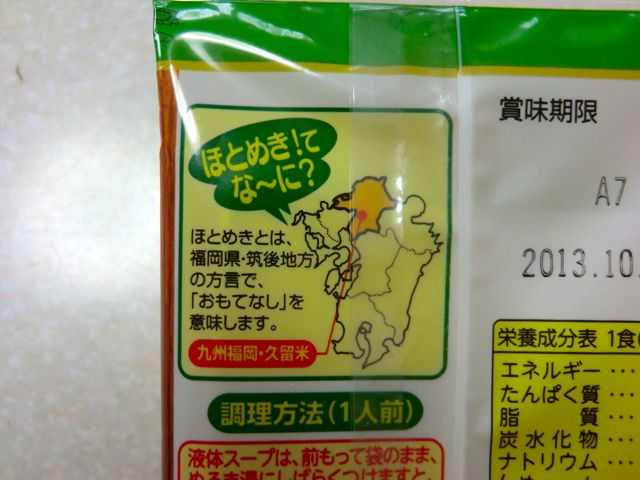 ほとめき!て
な〜に?
ほとめきとは、
福岡県・筑後地方
の方言で、
「おもてなし」を
意味します。
九州福岡・久留米
調理方法(1人前)
液体スープは、前もって袋のまま、
賞味期限
A7
2013.10.
栄養成分表 1食
エネルギー・・・
たんぱく質・・・
脂質・・・
炭水化物・・・
ナトリウム・・・